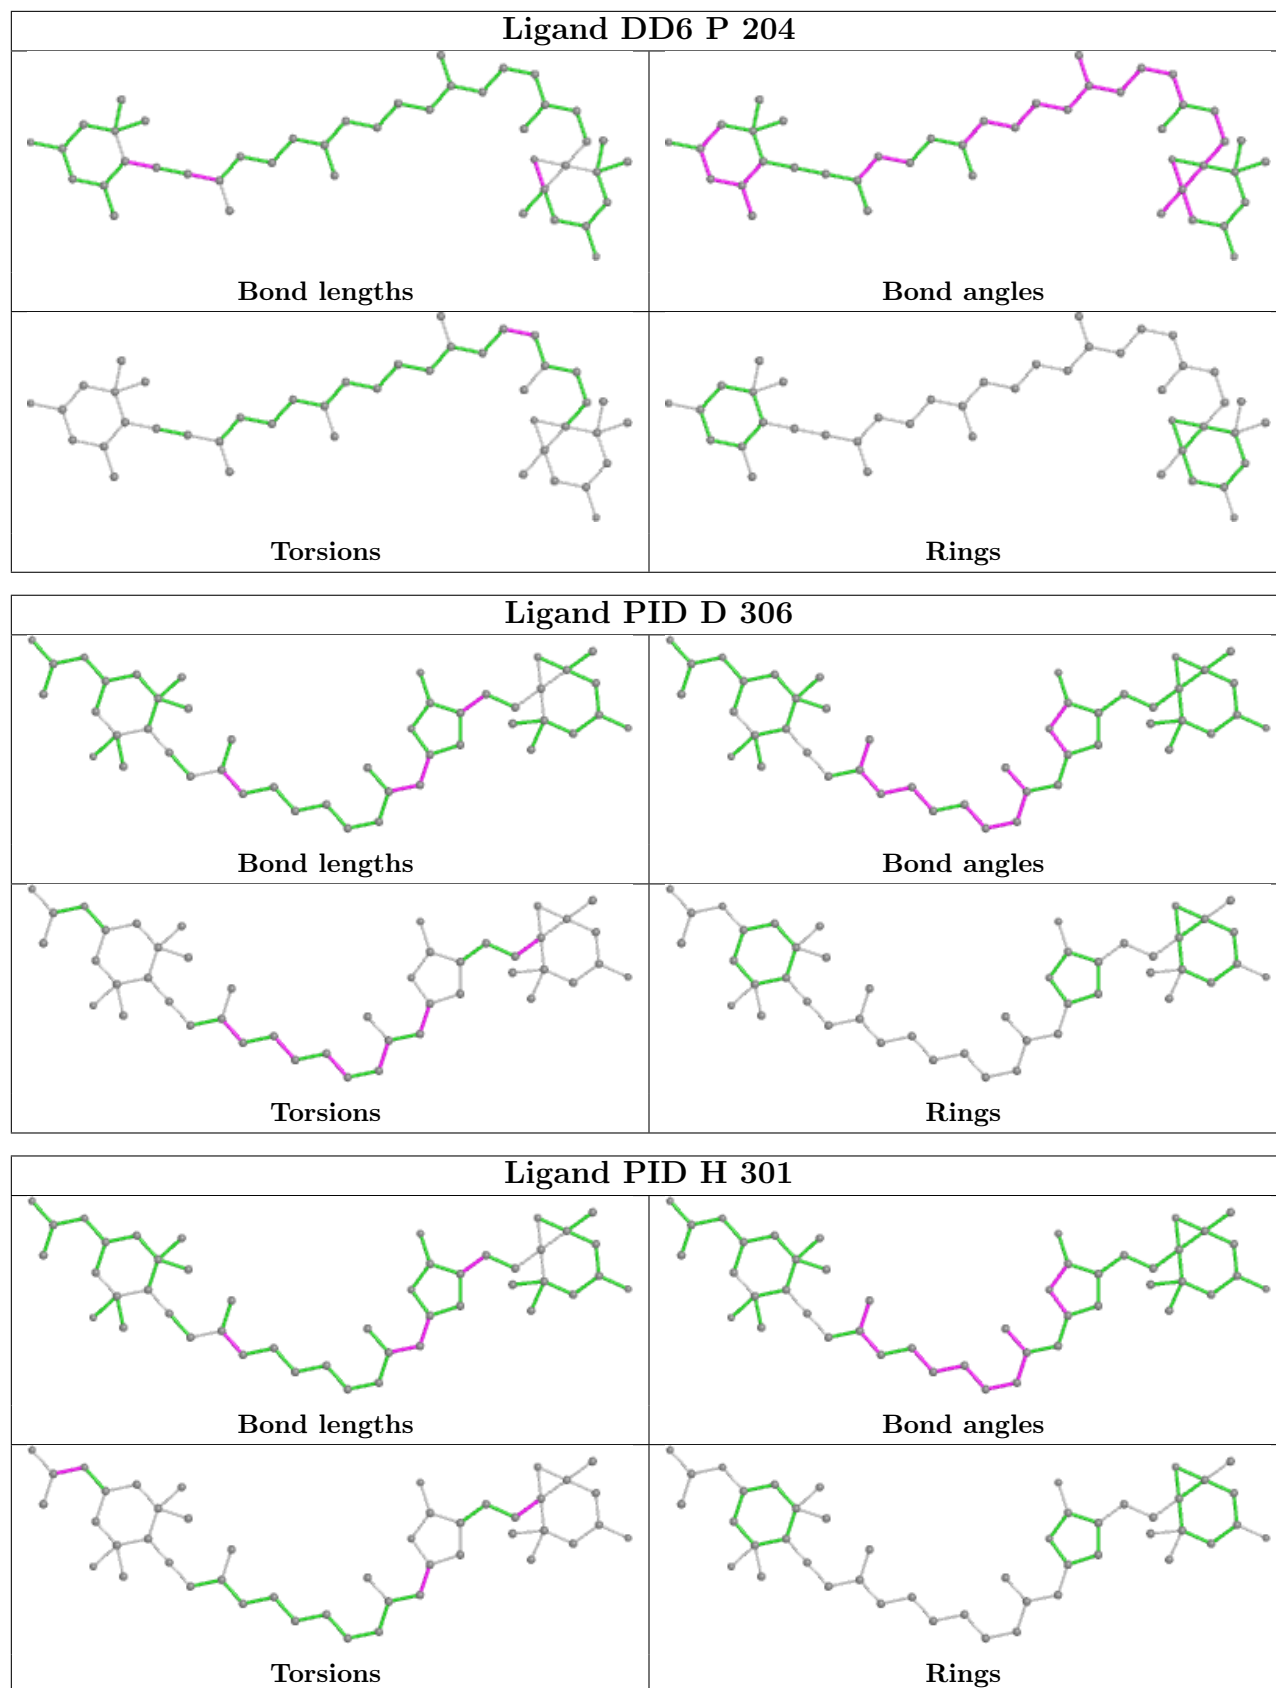 Ligand DD6 P 204
Bond lengths
Bond angles
Torsions
Rings
Ligand PID D 306
Bond lengths
Bond angles
Torsions
Rings
Ligand PID H 301
Bond lengths
Bond angles
Torsions
Rings